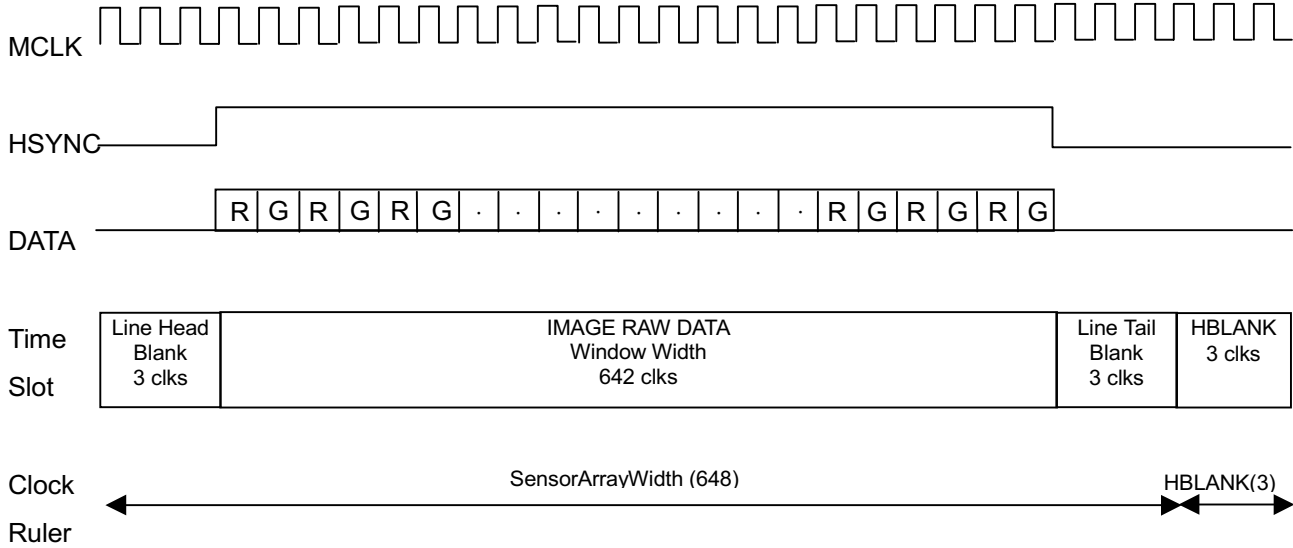 MCLK
HSYNC
R G R G R G . . . . . . . . . R G R G R G
DATA
Time
Slot
Line Head
Blank
3 clks
IMAGE RAW DATA
Window Width
642 clks
Line Tail
Blank
3 clks
HBLANK
3 clks
Clock
Ruler
SensorArrayWidth (648)
HBLANK(3)